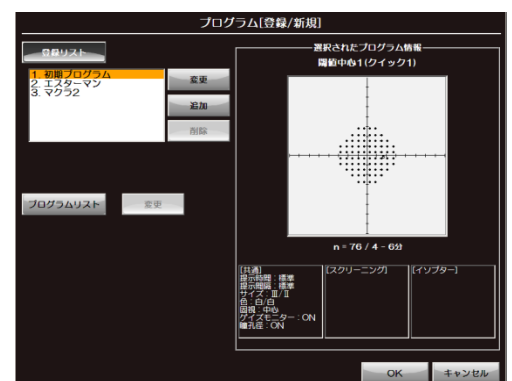 プログラム[登録/新規]
登録リスト
1. 初期プログラム
2. エスターマン
3. マクラ2
変更
追加
削除
プログラムリスト
変更
選択されたプログラム情報
閾値中心1(クイック1)
n = 76 / 4 - 6分
[共通]
提示時間 : 標準
提示間隔 : 標準
サイズ : III/II
色 : 白/白
固視 : 中心
ゲイズモニター : ON
瞳孔径 : ON
[スクリーニング]
[イソプター]
OK
キャンセル